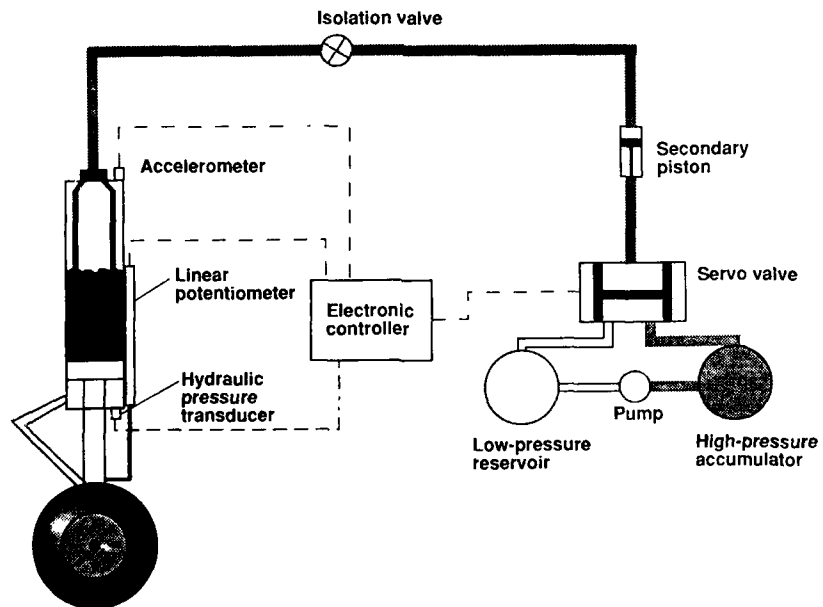 Isolation valve
Accelerometer
Secondary
piston
Linear
potentiometer
Servo valve
Electronic
controller
Hydraulic
pressure
transducer
Pump
Low-pressure
reservoir
High-pressure
accumulator